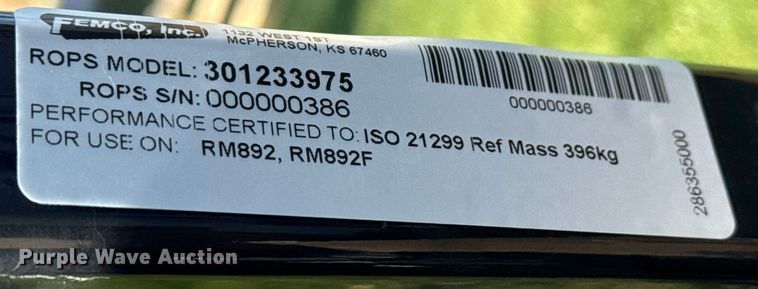 FEMCO, Inc.
1132 WEST 1ST
McPHERSON, KS 67460
ROPS MODEL: 301233975
ROPS S/N: 000000386
PERFORMANCE CERTIFIED TO: ISO 21299 Ref Mass 396kg
FOR USE ON: RM892, RM892F
000000386
286355000
Purple Wave Auction